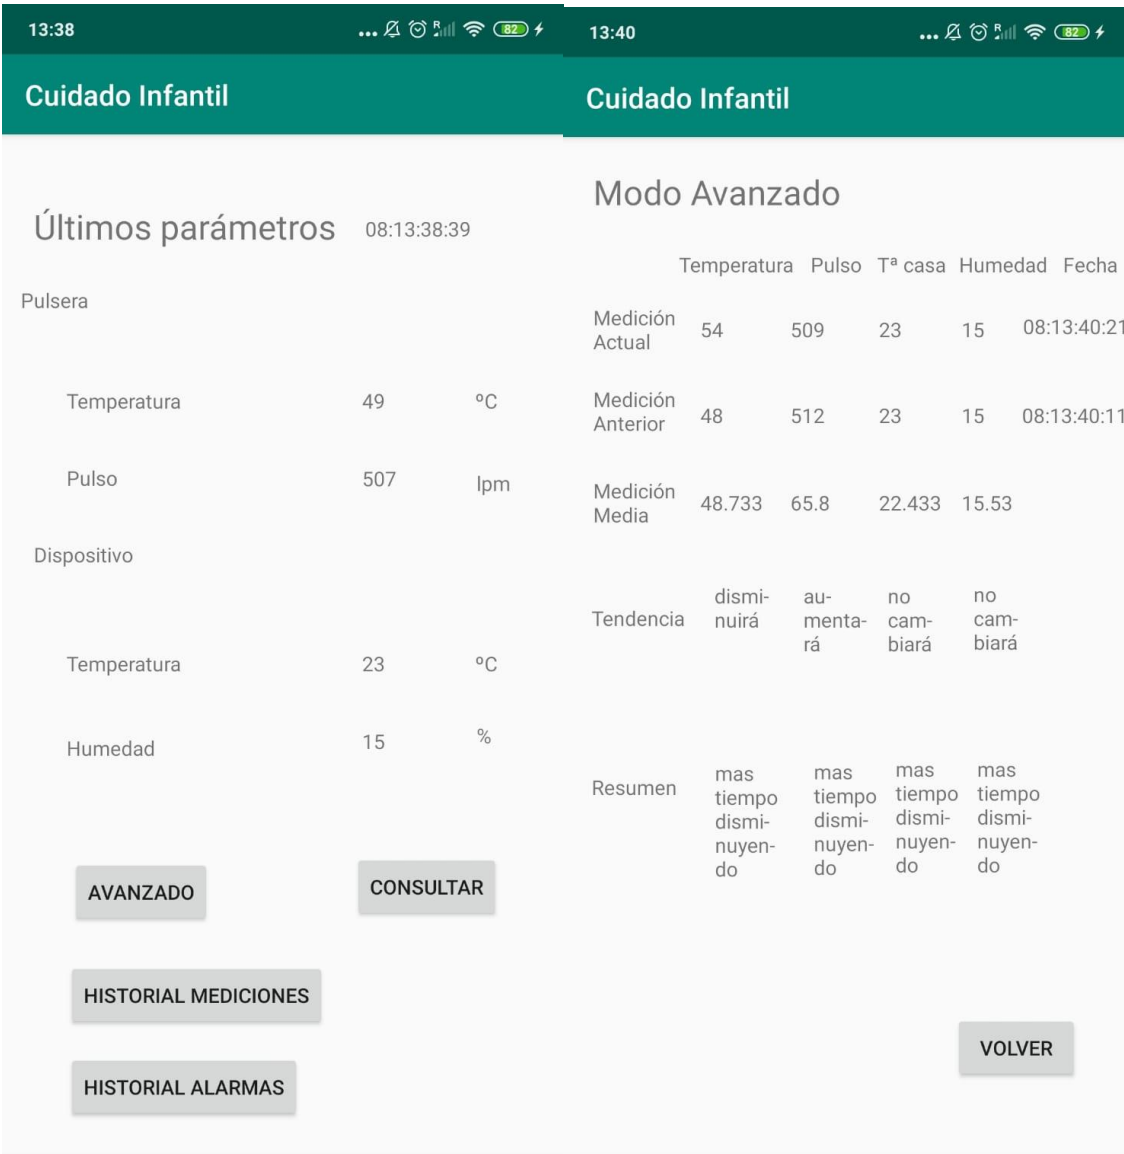 13:38
... R 82
Cuidado Infantil
Últimos parámetros 08:13:38:39
Pulsera
Temperatura 49 ºC
Pulso 507 lpm
Dispositivo
Temperatura 23 ºC
Humedad 15 %
AVANZADO CONSULTAR
HISTORIAL MEDICIONES
HISTORIAL ALARMAS
13:40
... R 82
Cuidado Infantil
Modo Avanzado
Temperatura Pulso Tª casa Humedad Fecha
Medición
Actual
54 509 23 15 08:13:40:21
Medición
Anterior
48 512 23 15 08:13:40:11
Medición
Media
48.733 65.8 22.433 15.53
Tendencia
dismi-
nuirá
au-
menta-
rá
no
cam-
biará
no
cam-
biará
Resumen
mas
tiempo
dismi-
nuyen-
do
mas
tiempo
dismi-
nuyen-
do
mas
tiempo
dismi-
nuyen-
do
mas
tiempo
dismi-
nuyen-
do
VOLVER